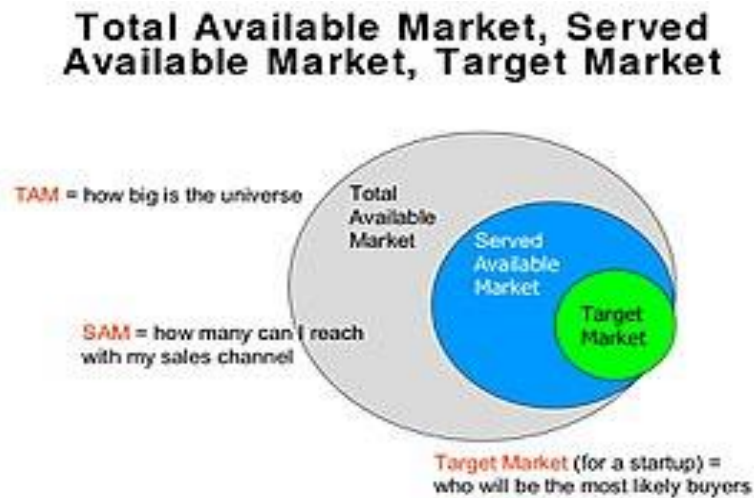 Total Available Market, Served
Available Market, Target Market
TAM = how big is the universe
Total
Available
Market
Served
Available
Market
Target
Market
SAM = how many can I reach
with my sales channel
Target Market (for a startup) =
who will be the most likely buyers